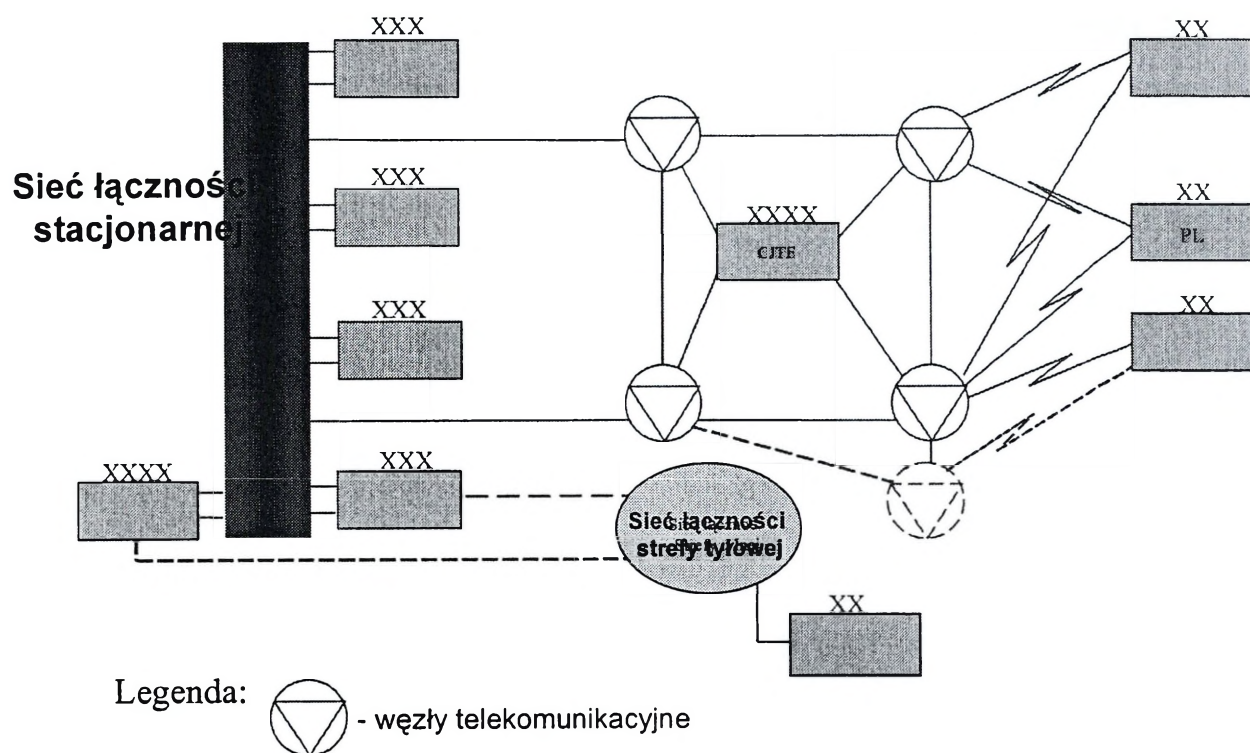 XXX
XX
Sieć łączności
stacjonarnej
XXX
XXXX
XX
PL
XXX
XX
XXXX
XXX
Sieć łączności
strefy tyłowej
XX
Legenda:
- węzły telekomunikacyjne